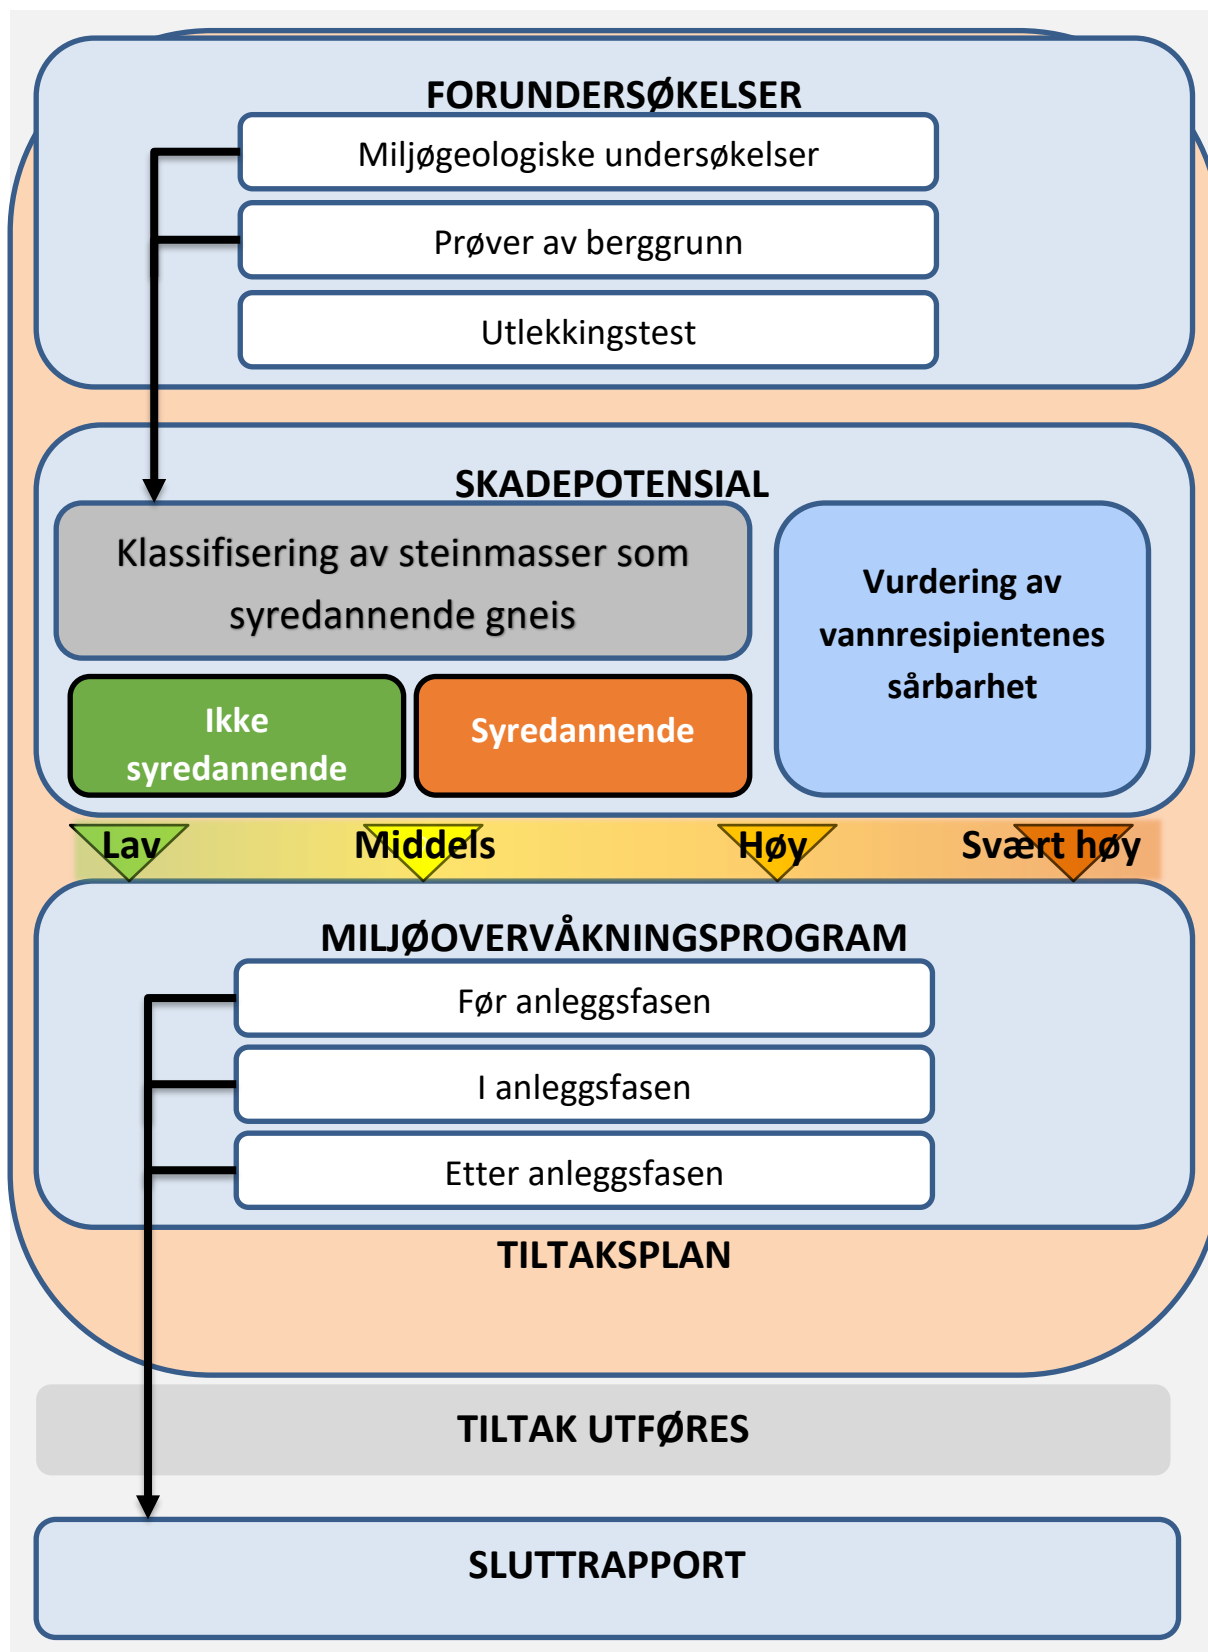 FORUNDERSØKELSER
Miljøgeologiske undersøkelser
Prøver av berggrunn
Utlekkingstest
SKADEPOTENSIAL
Klassifisering av steinmasser som
syredannende gneis
Vurdering av
vannresipientenes
sårbarhet
Ikke
syredannende
Syredannende
Lav
Middels
Høy
Svært høy
MILJØOVERVÅKNINGSPROGRAM
Før anleggsfasen
I anleggsfasen
Etter anleggsfasen
TILTAKSPLAN
TILTAK UTFØRES
SLUTTRAPPORT